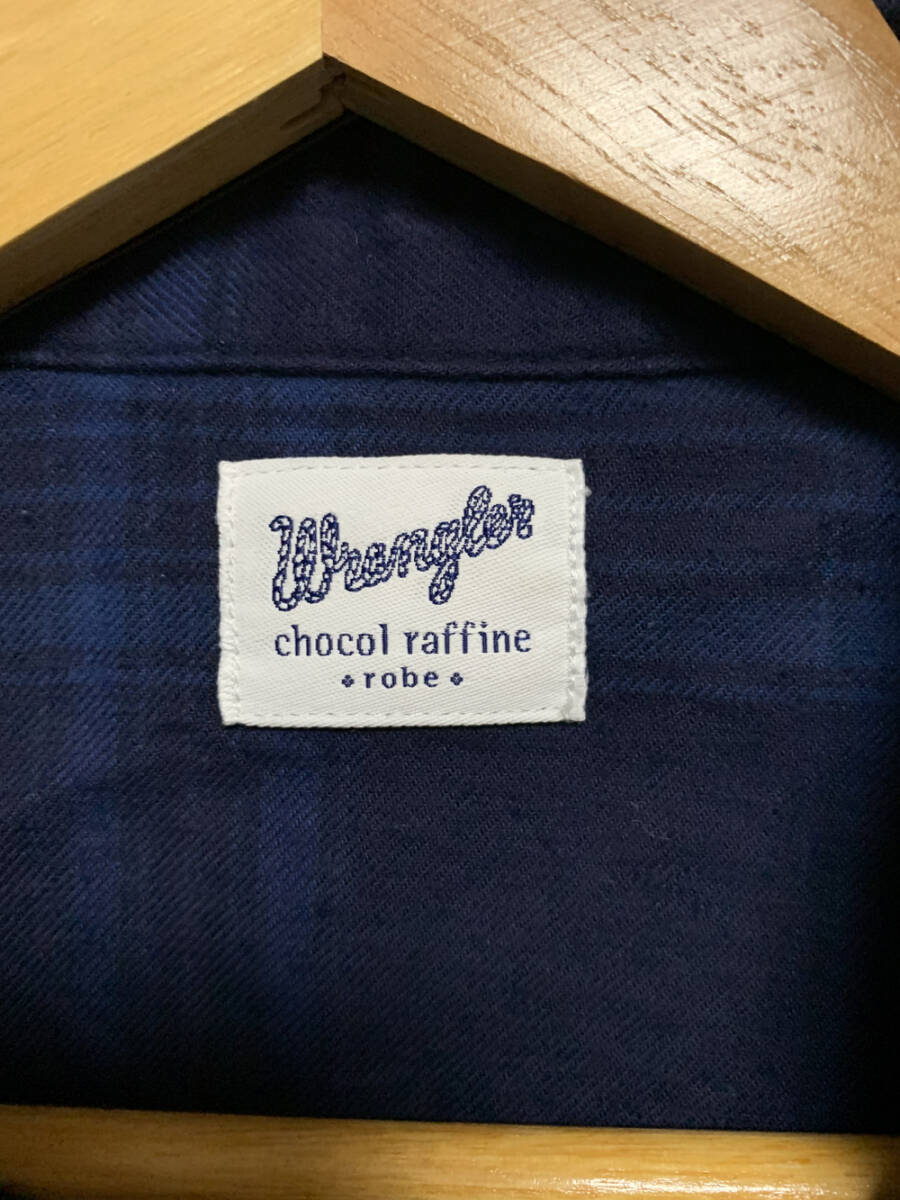 Wrangler
chocol raffine
robe